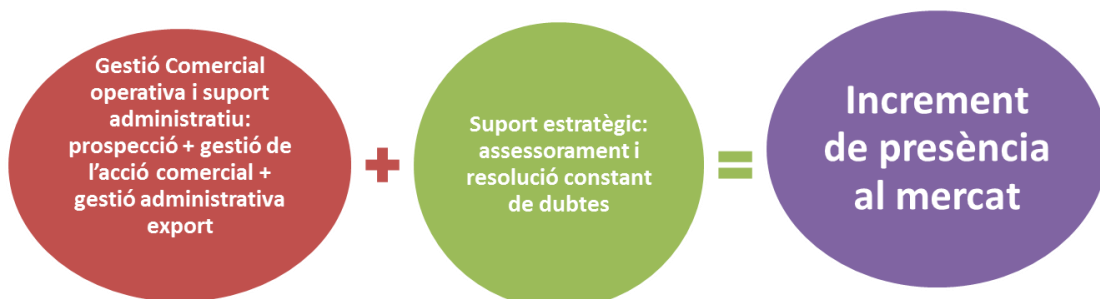 Gestió Comercial
operativa i suport
administratiu:
prospecció + gestió de
l'acció comercial +
gestió administrativa
export
+
Suport estratègic:
assessorament i
resolució constant
de dubtes
=
Increment
de presència
al mercat